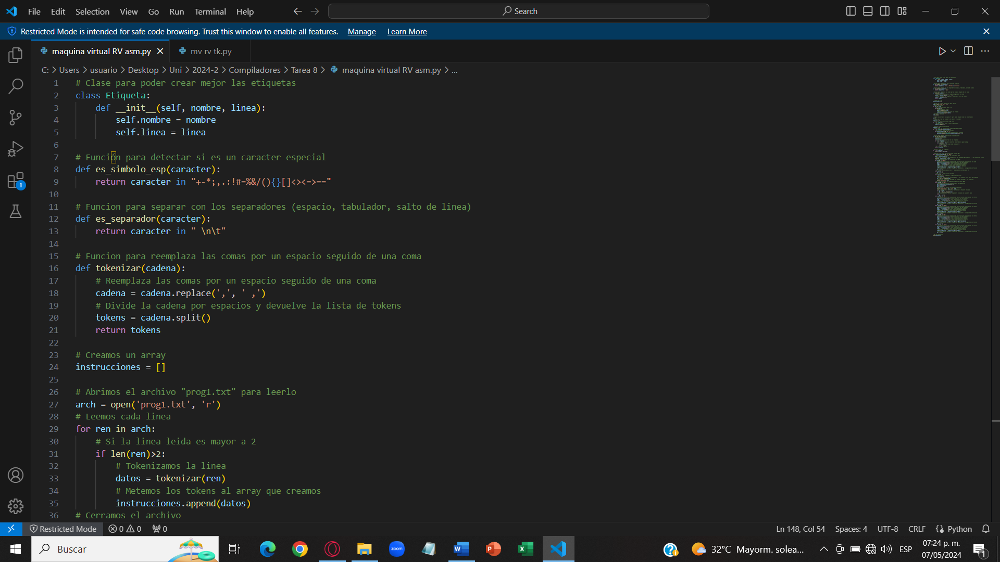 File Edit Selection View Go Run Terminal Help Search
Restricted Mode is intended for safe code browsing. Trust this window to enable all features. Manage Learn More
maquina virtual RV asm.py mv rv tk.py
C: > Users > usuario > Desktop > Uni > 2024-2 > Compiladores > Tarea 8 > maquina virtual RV asm.py > ...
1 # Clase para poder crear mejor las etiquetas
2 class Etiqueta:
3 def __init__(self, nombre, linea):
4 self.nombre = nombre
5 self.linea = linea
6
7 # Función para detectar si es un caracter especial
8 def es_simbolo_esp(caracter):
9 return caracter in "+-*;,.:!#=%&/(){}[]<><=>=="
10
11 # Funcion para separar con los separadores (espacio, tabulador, salto de linea)
12 def es_separador(caracter):
13 return caracter in " \n\t"
14
15 # Funcion para reemplaza las comas por un espacio seguido de una coma
16 def tokenizar(cadena):
17 # Reemplaza las comas por un espacio seguido de una coma
18 cadena = cadena.replace(',', ' ,')
19 # Divide la cadena por espacios y devuelve la lista de tokens
20 tokens = cadena.split()
21 return tokens
22
23 # Creamos un array
24 instrucciones = []
25
26 # Abrimos el archivo "prog1.txt" para leerlo
27 arch = open('prog1.txt', 'r')
28 # Leemos cada linea
29 for ren in arch:
30 # Si la linea leida es mayor a 2
31 if len(ren)>2:
32 # Tokenizamos la linea
33 datos = tokenizar(ren)
34 # Metemos los tokens al array que creamos
35 instrucciones.append(datos)
36 # Cerramos el archivo
1
Restricted Mode 0 0 0 Ln 148, Col 54 Spaces: 4 UTF-8 CRLF Python
Buscar zoom 32°C Mayorm. solea... ESP 07:24 p. m.
07/05/2024 1